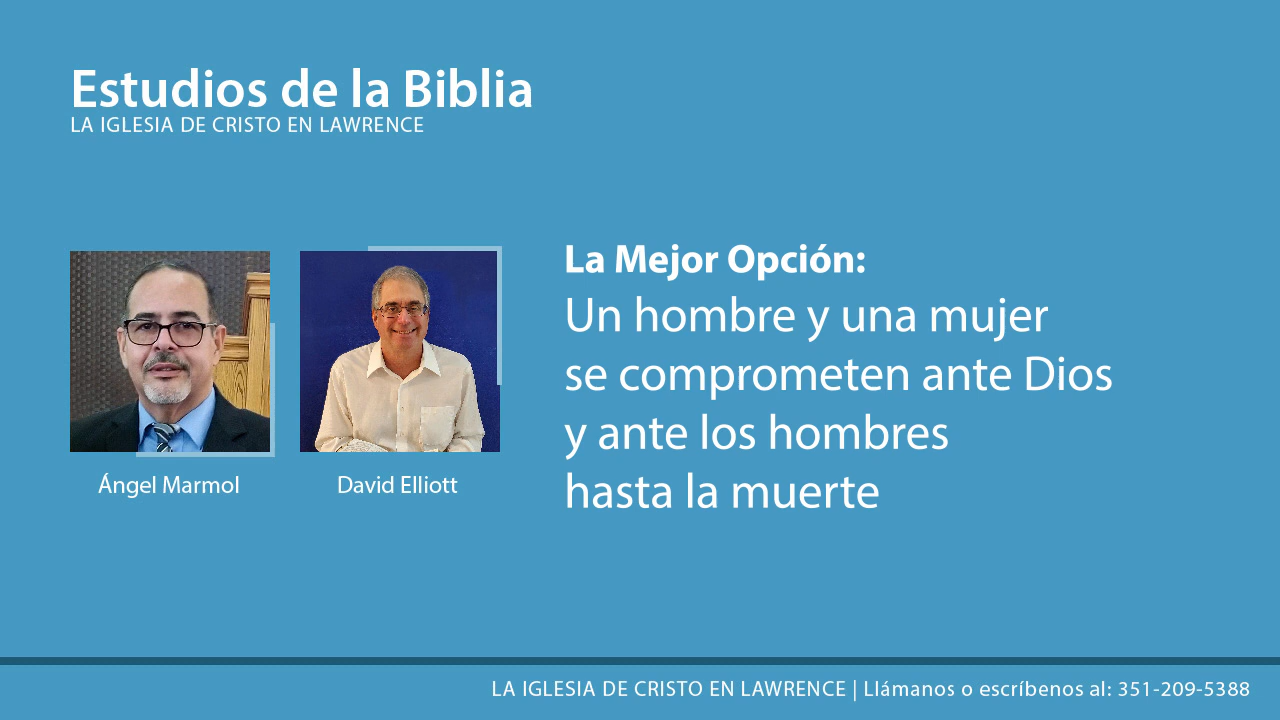 Estudios de la Biblia
LA IGLESIA DE CRISTO EN LAWRENCE
Ángel Marmol
David Elliott
La Mejor Opción:
Un hombre y una mujer
se comprometen ante Dios
y ante los hombres
hasta la muerte
LA IGLESIA DE CRISTO EN LAWRENCE | Llámanos o escríbenos al: 351-209-5388